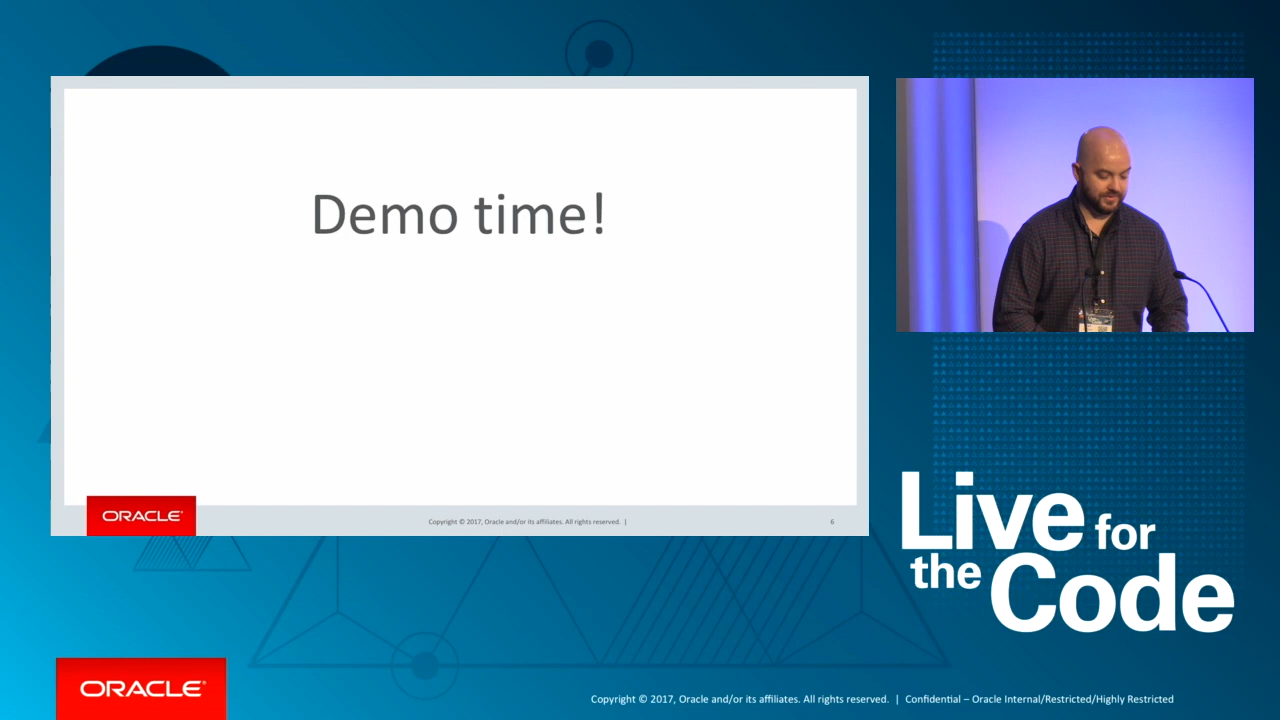 Demo time!
ORACLE
Copyright © 2017, Oracle and/or its affiliates. All rights reserved. |
6
Live for
the Code
ORACLE
Copyright © 2017, Oracle and/or its affiliates. All rights reserved. | Confidential – Oracle Internal/Restricted/Highly Restricted